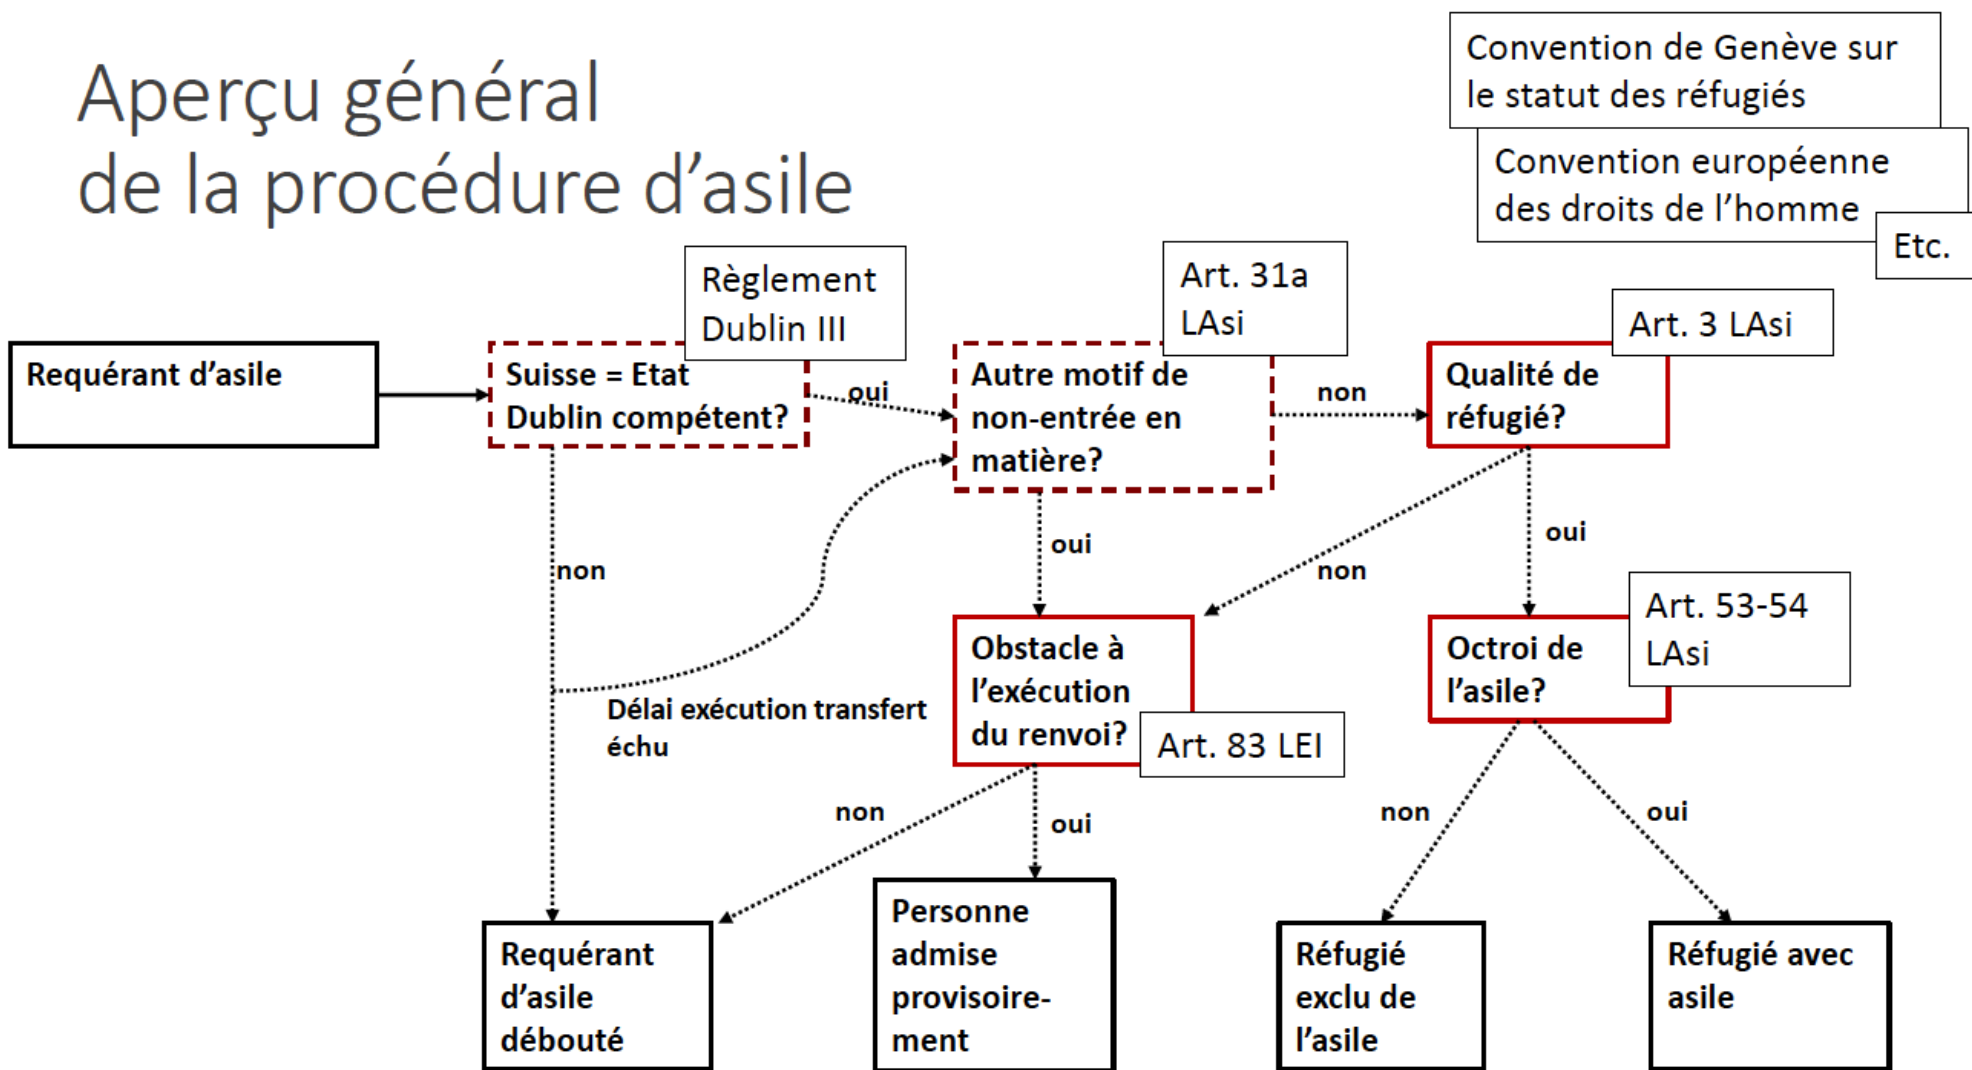 Aperçu général
de la procédure d'asile
Convention de Genève sur
le statut des réfugiés
Convention européenne
des droits de l'homme
Etc.
Règlement
Dublin III
Art. 31a
LAsi
Art. 3 LAsi
Requérant d'asile
Suisse = Etat
Dublin compétent?
oui
Autre motif de
non-entrée en
matière?
non
Qualité de
réfugié?
non
oui
non
oui
Art. 53-54
LAsi
Obstacle à
l'exécution
du renvoi?
Art. 83 LEI
Octroi de
l'asile?
Délai exécution transfert
échu
non
oui
non
oui
Requérant
d'asile
débouté
Personne
admise
provisoire-
ment
Réfugié
exclu de
l'asile
Réfugié avec
asile